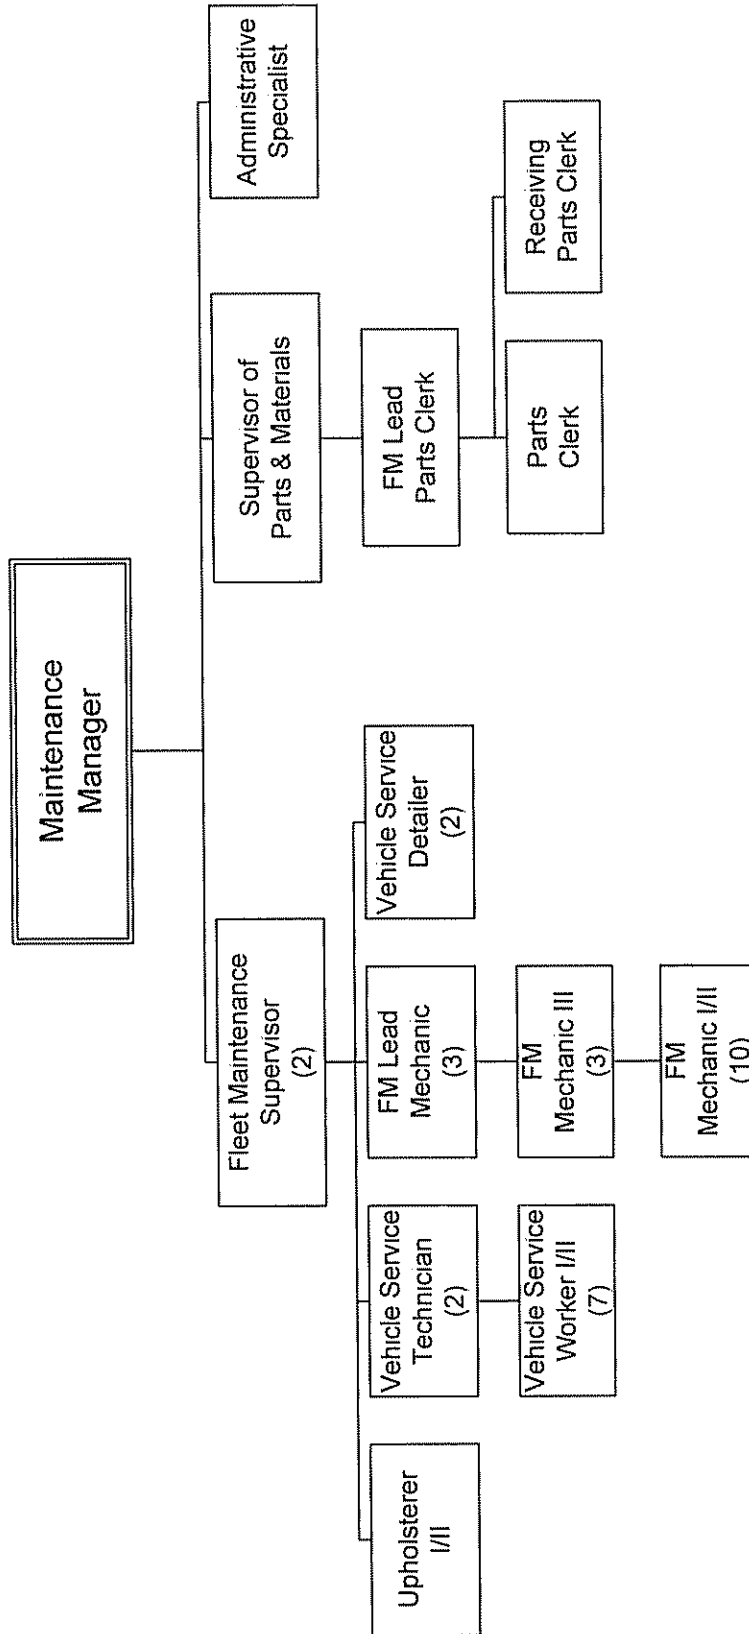 Maintenance
Manager
Fleet Maintenance
Supervisor
(2)
Supervisor of
Parts & Materials
Administrative
Specialist
Upholsterer
I/II
Vehicle Service
Technician
(2)
FM Lead
Mechanic
(3)
Vehicle Service
Detailer
(2)
FM Lead
Parts Clerk
Vehicle Service
Worker I/II
(7)
FM
Mechanic III
(3)
Parts
Clerk
Receiving
Parts Clerk
FM
Mechanic I/II
(10)